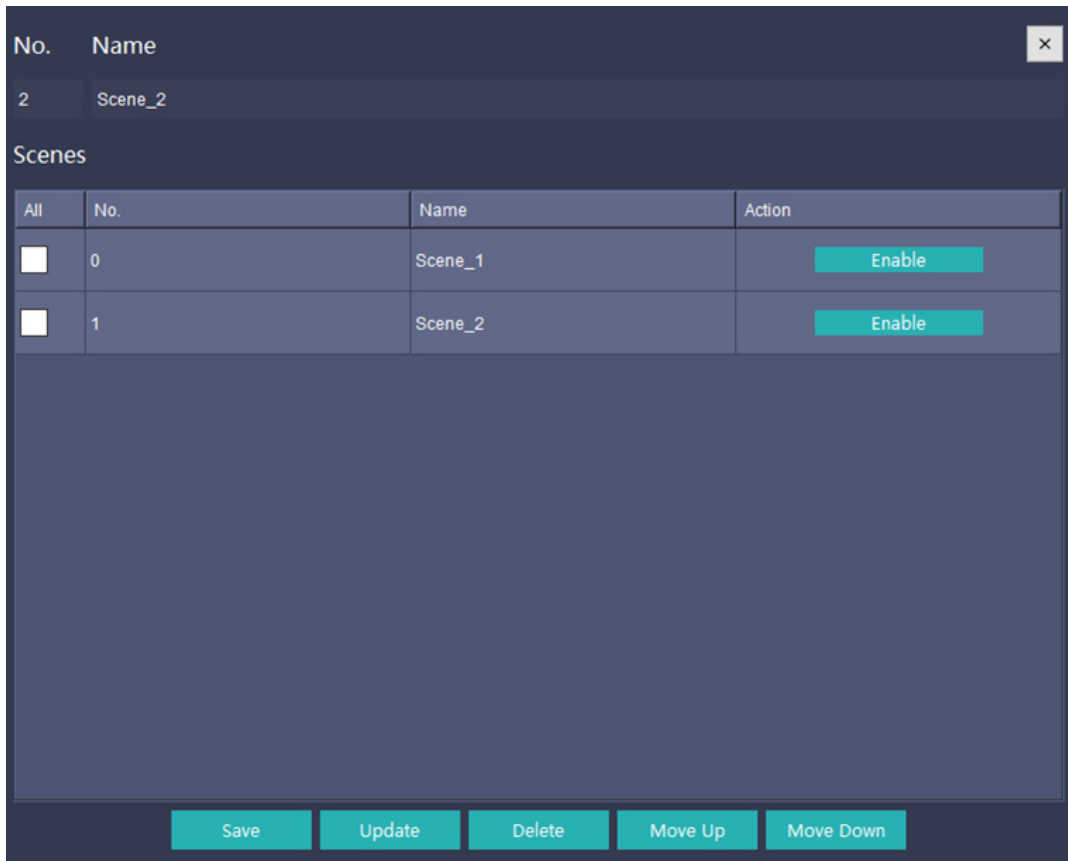 No. Name ×
2 Scene_2
Scenes
All No. Name Action
0 Scene_1 Enable
1 Scene_2 Enable
Save Update Delete Move Up Move Down